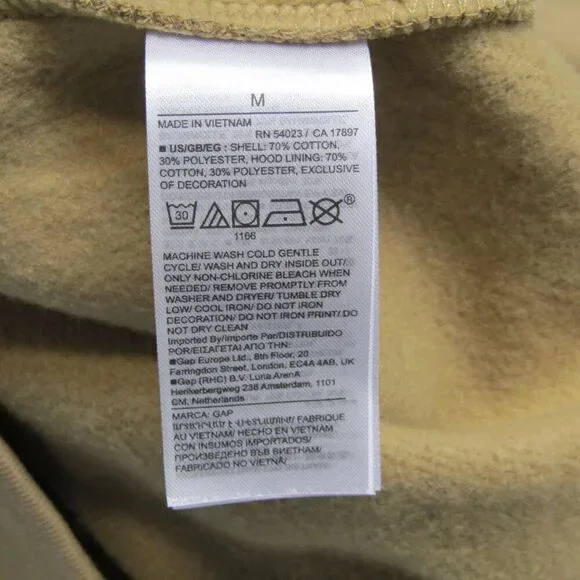 M
MADE IN VIETNAM
RN 54023 / CA 17897
■ US/GB/EG : SHELL: 70% COTTON,
30% POLYESTER, HOOD LINING: 70%
COTTON, 30% POLYESTER, EXCLUSIVE
OF DECORATION
30 ®
1166
MACHINE WASH COLD GENTLE
CYCLE/ WASH AND DRY INSIDE OUT/
ONLY NON-CHLORINE BLEACH WHEN
NEEDED/ REMOVE PROMPTLY FROM
WASHER AND DRYER/ TUMBLE DRY
LOW/ COOL IRON/ DO NOT IRON
DECORATION/ DO NOT IRON PRINT/ DO
NOT DRY CLEAN
Imported By/Importe Par/DISTRIBUIDO
POR/ΕΙΣΑΓΕΤΑΙ ΑΠΟ ΤΗΝ:
■Gap Europe Ltd., 8th Floor, 20
Farringdon Street, London, EC4A 4AB, UK
■Gap (RHC) B.V. Luna ArenA
Herikerbergweg 238 Amsterdam, 1101
CM, Netherlands
MARCA: GAP
ԱՐՏԱԴՐՎԱԾ Է ՎԻԵՏՆԱՄՈՒՄ/ FABRIQUE
AU VIETNAM/ HECHO EN VIETNAM
CON INSUMOS IMPORTADOS/
ПРОИЗВЕДЕНО ВЪВ ВИЕТНАМ/
FABRICADO NO VIETNÃ/